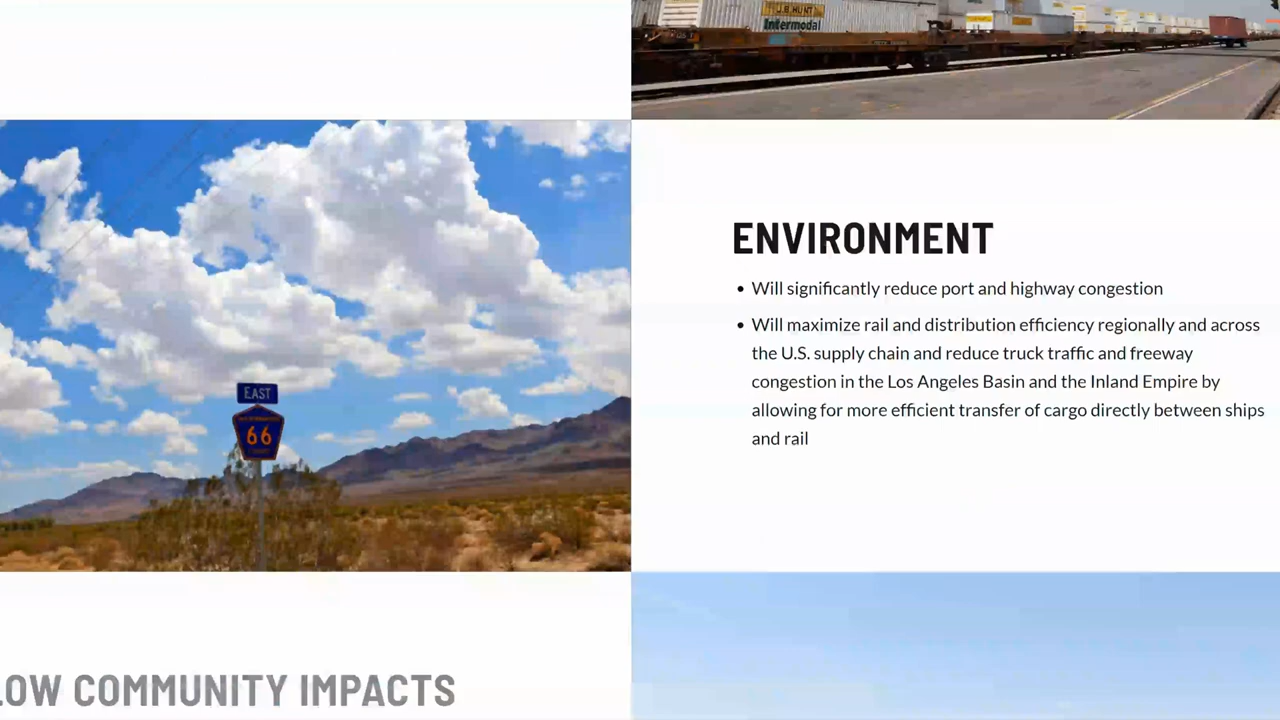 J.B. HUNT
Intermodal
ENVIRONMENT
• Will significantly reduce port and highway congestion
• Will maximize rail and distribution efficiency regionally and across
the U.S. supply chain and reduce truck traffic and freeway
congestion in the Los Angeles Basin and the Inland Empire by
allowing for more efficient transfer of cargo directly between ships
and rail
EAST
66
LOW COMMUNITY IMPACTS